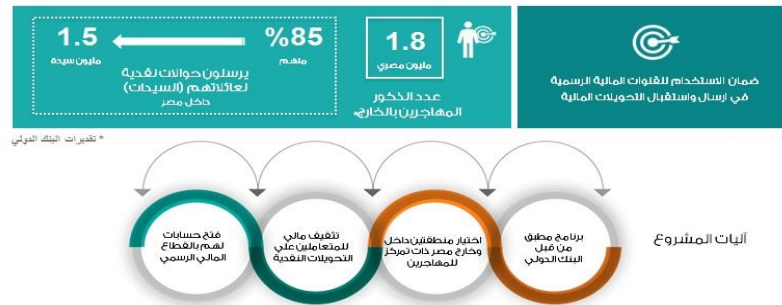 ضمان الاستخدام للقنوات المالية الرسمية
في ارسال واستقبال التحويلات المالية
1.8
مليون مصري
عدد الذكور
المهاجرين بالخارج*
%85
منهم
1.5
مليون سيدة
يرسلون حوالات نقدية
لعائلاتهم (السيدات)
داخل مصر
* تقديرات البنك الدولي
آليات المشروع
برنامج مطبق
من قبل
البنك الدولي
اختيار منطقتين داخل
وخارج مصر ذات تمركز
للمهاجرين
تثقيف مالي
للمتعاملين علي
التحويلات النقدية
فتح حسابات
لهم بالقطاع
المالي الرسمي